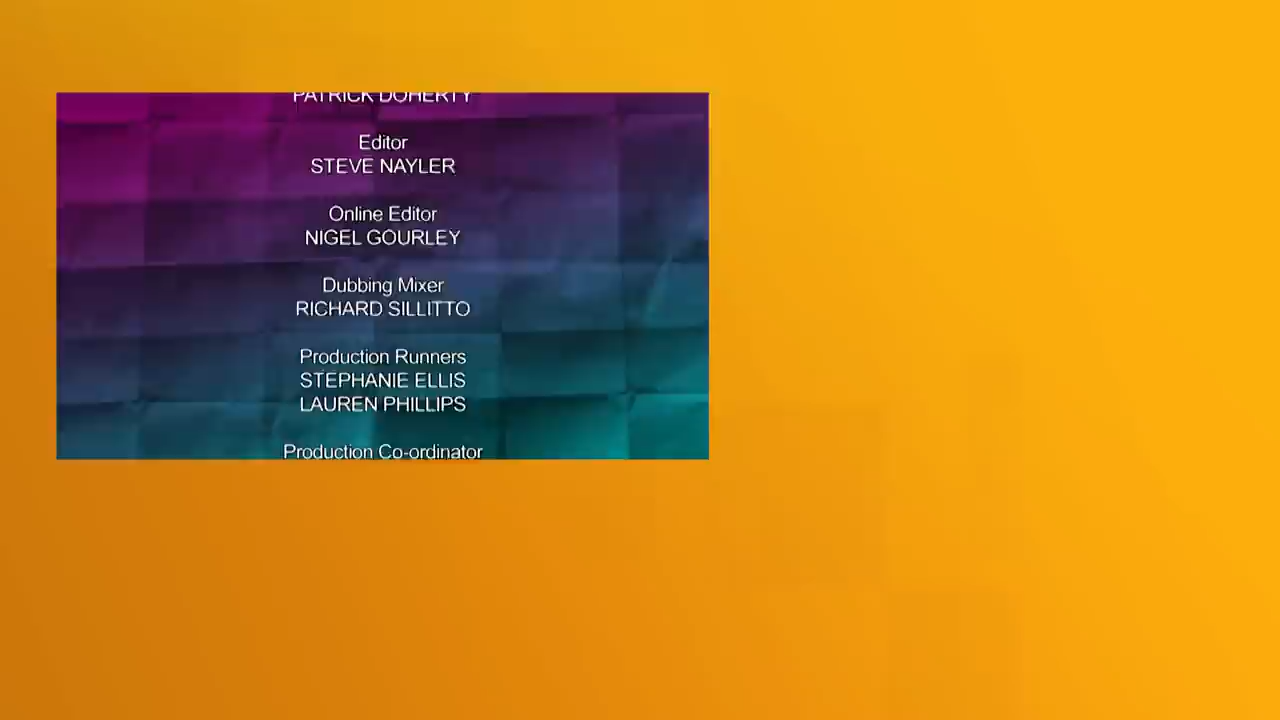 PATRICK DOHERTY
Editor
STEVE NAYLER
Online Editor
NIGEL GOURLEY
Dubbing Mixer
RICHARD SILLITTO
Production Runners
STEPHANIE ELLIS
LAUREN PHILLIPS
Production Co-ordinator